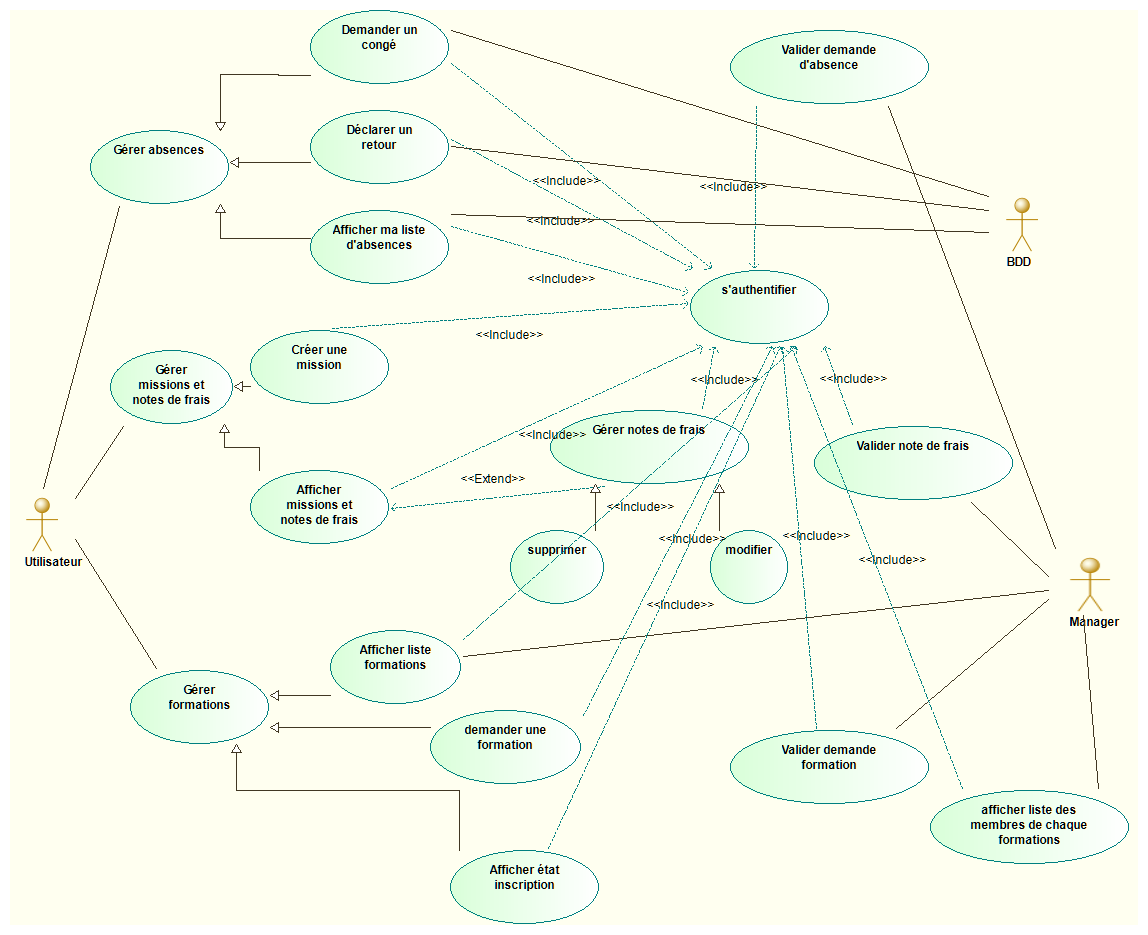 Demander un
congé
Valider demande
d'absence
Déclarer un
retour
Gérer absences
<<Include>>
<<Include>>
Afficher ma liste
d'absences
<<Include>>
BDD
<<Include>>
s'authentifier
<<Include>>
Créer une
mission
Gérer
missions et
notes de frais
<<Include>>
<<Include>>
Gérer notes de frais
<<Include>>
Valider note de frais
<<Extend>>
Afficher
missions et
notes de frais
<<Include>>
<<Include>>
<<Include>>
supprimer
modifier
<<Include>>
Utilisateur
<<Include>>
Manager
Afficher liste
formations
Gérer
formations
demander une
formation
Valider demande
formation
afficher liste des
membres de chaque
formations
Afficher état
inscription